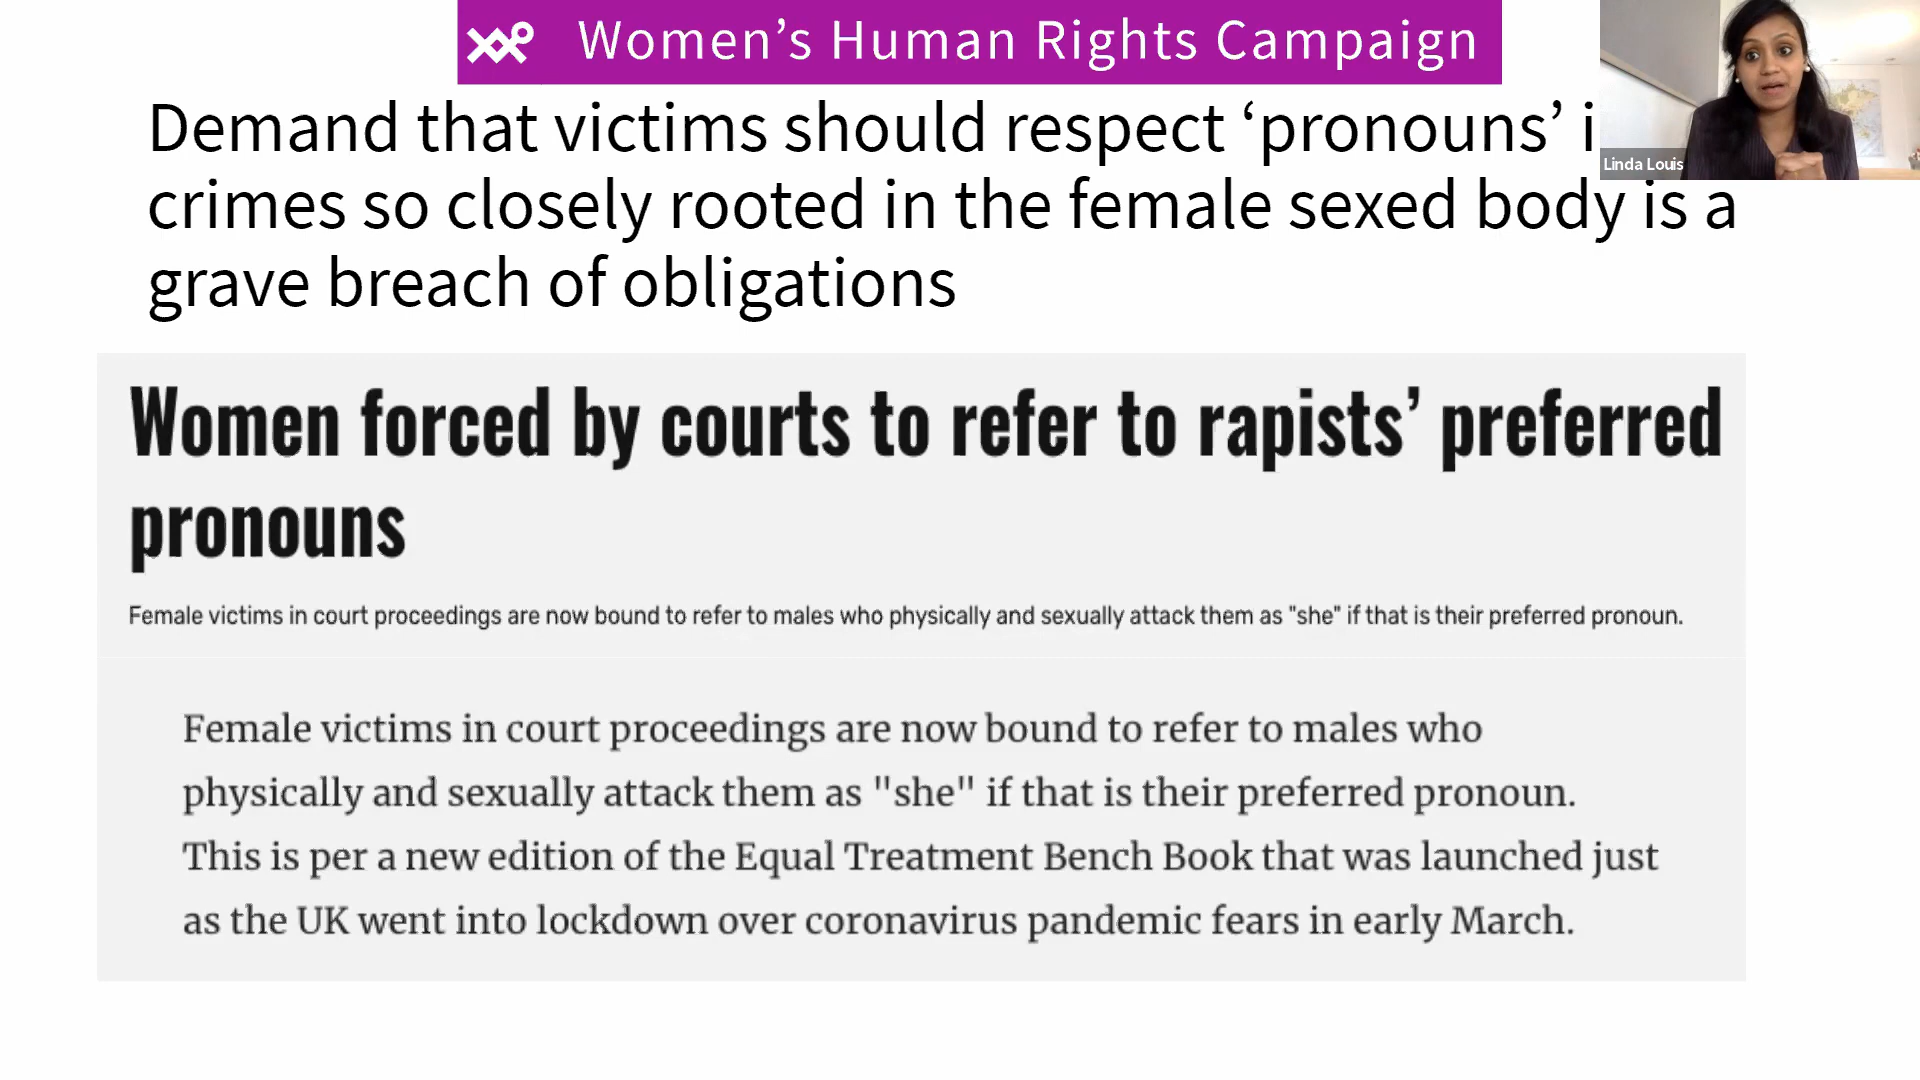 Women’s Human Rights Campaign
Demand that victims should respect ‘pronouns’ i
crimes so closely rooted in the female sexed body is a
grave breach of obligations
Linda Louis
Women forced by courts to refer to rapists’ preferred
pronouns
Female victims in court proceedings are now bound to refer to males who physically and sexually attack them as "she" if that is their preferred pronoun.
Female victims in court proceedings are now bound to refer to males who
physically and sexually attack them as "she" if that is their preferred pronoun.
This is per a new edition of the Equal Treatment Bench Book that was launched just
as the UK went into lockdown over coronavirus pandemic fears in early March.